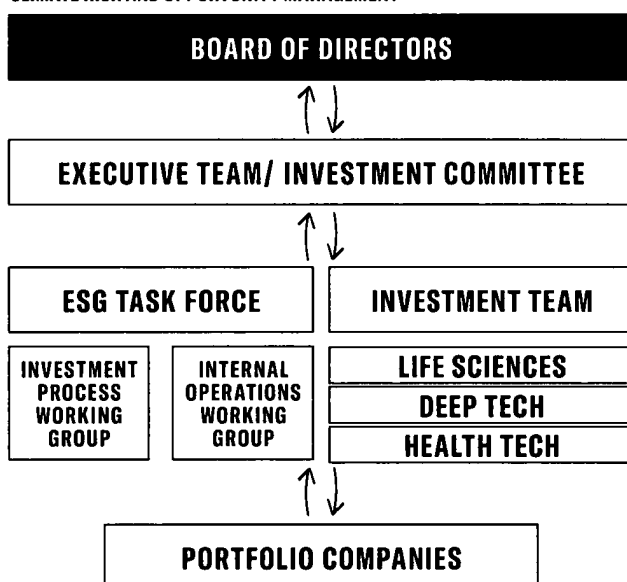 BOARD OF DIRECTORS
EXECUTIVE TEAM/ INVESTMENT COMMITTEE
ESG TASK FORCE
INVESTMENT TEAM
INVESTMENT
PROCESS
WORKING
GROUP
INTERNAL
OPERATIONS
WORKING
GROUP
LIFE SCIENCES
DEEP TECH
HEALTH TECH
PORTFOLIO COMPANIES